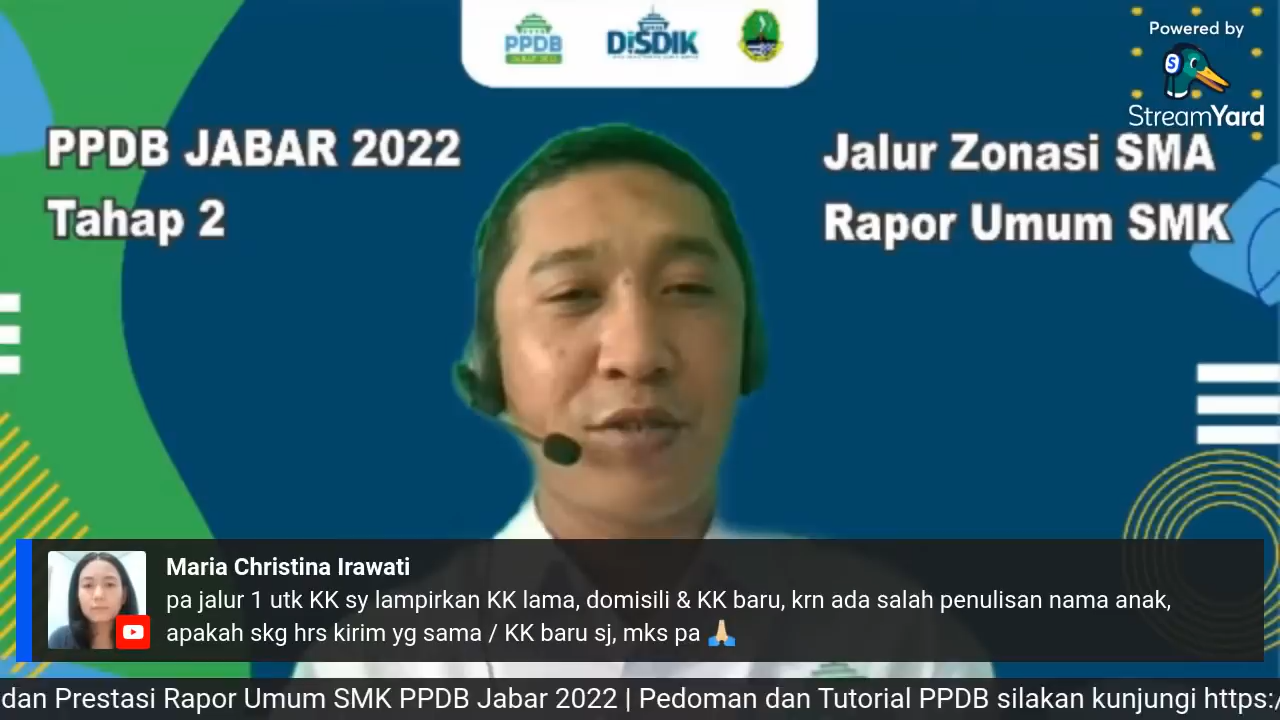 PPDB
DISDIK
Powered by
StreamYard
PPDB JABAR 2022
Tahap 2
Jalur Zonasi SMA
Rapor Umum SMK
Maria Christina Irawati
pa jalur 1 utk KK sy lampirkan KK lama, domisili & KK baru, krn ada salah penulisan nama anak,
apakah skg hrs kirim yg sama / KK baru sj, mks pa 🙏🏼
dan Prestasi Rapor Umum SMK PPDB Jabar 2022 | Pedoman dan Tutorial PPDB silakan kunjungi https:/